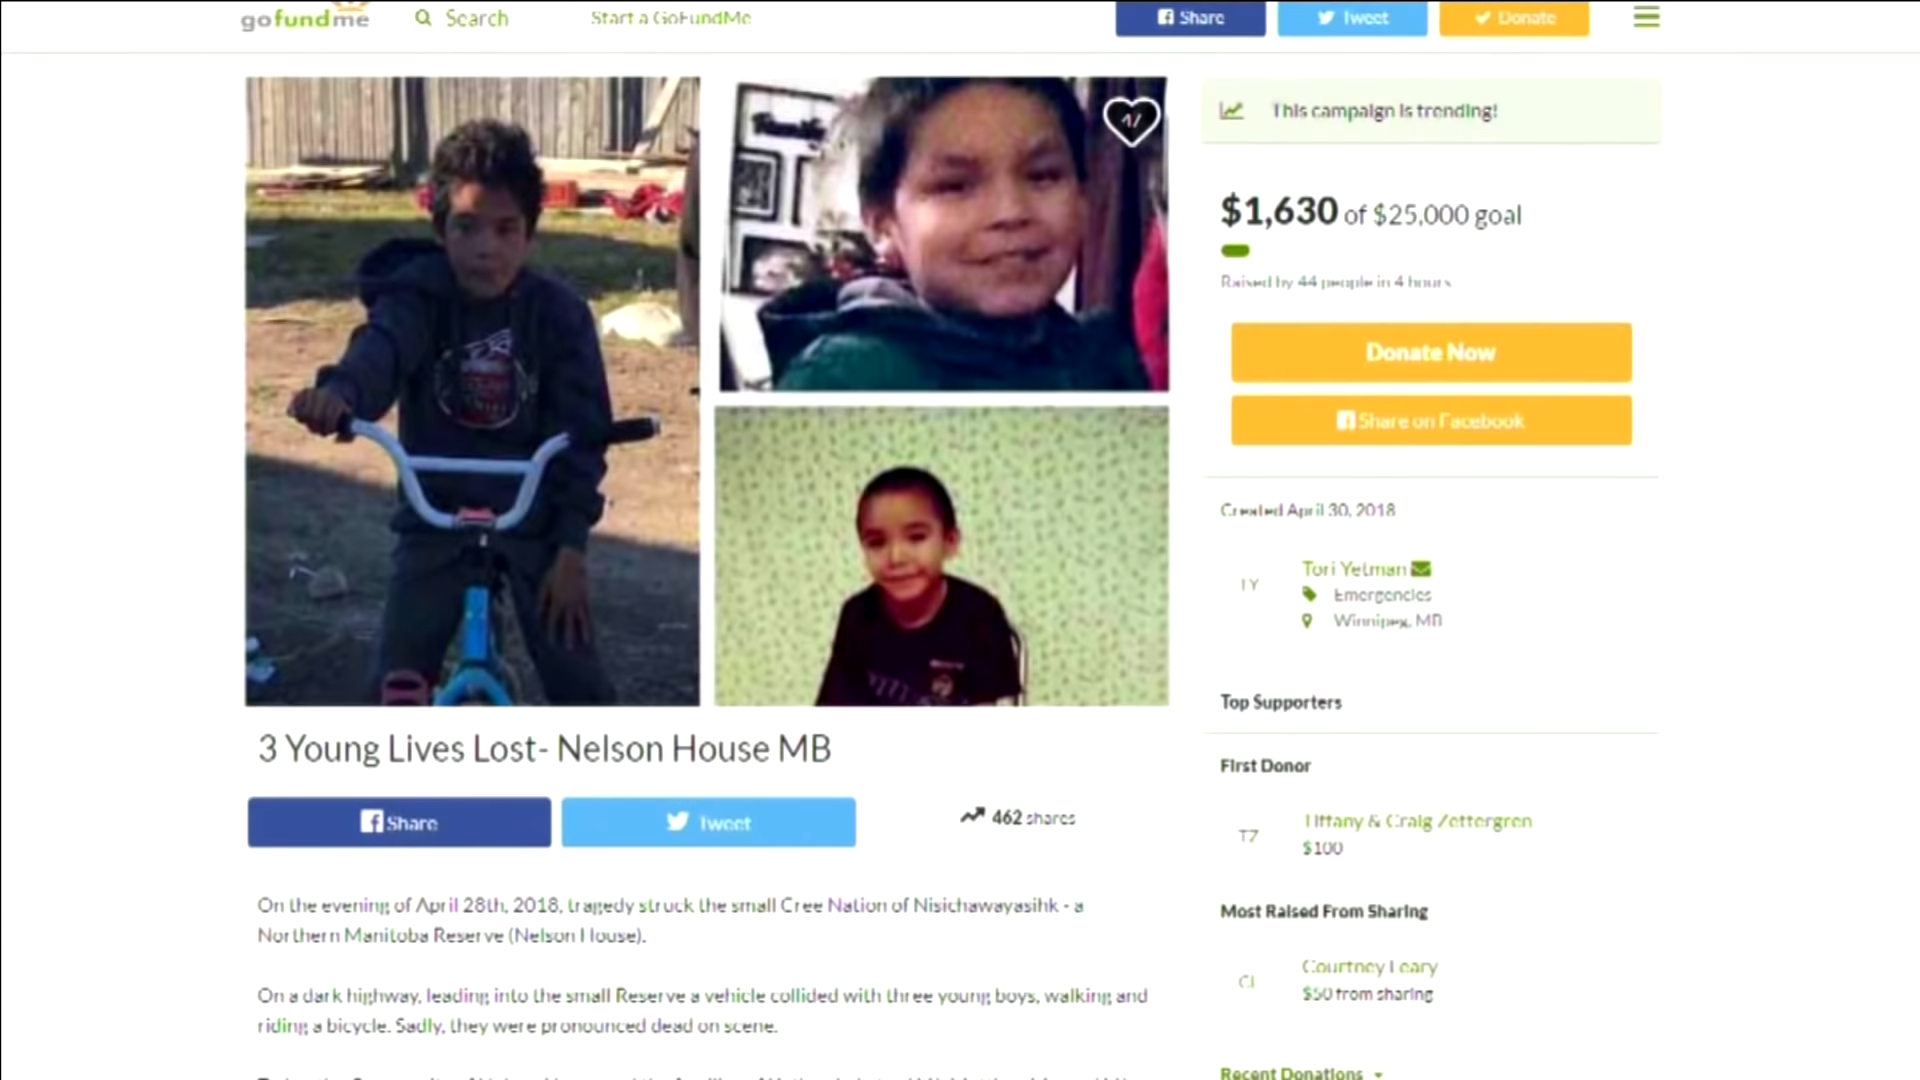 gofundme
Search
Start a GoFundMe
Share
Tweet
Donate
This campaign is trending!
$1,630 of $25,000 goal
Raised by 44 people in 4 hours
Donate Now
Share on Facebook
Created April 30, 2018
TY
Tori Yetman
Emergencies
Winnipeg, MB
Top Supporters
First Donor
TZ
Tiffany & Craig Zettergren
$100
Most Raised From Sharing
CL
Courtney Leary
$50 from sharing
Recent Donations
3 Young Lives Lost- Nelson House MB
Share
Tweet
462 shares
On the evening of April 28th, 2018, tragedy struck the small Cree Nation of Nisichawayasihk - a
Northern Manitoba Reserve (Nelson House).
On a dark highway, leading into the small Reserve a vehicle collided with three young boys, walking and
riding a bicycle. Sadly, they were pronounced dead on scene.